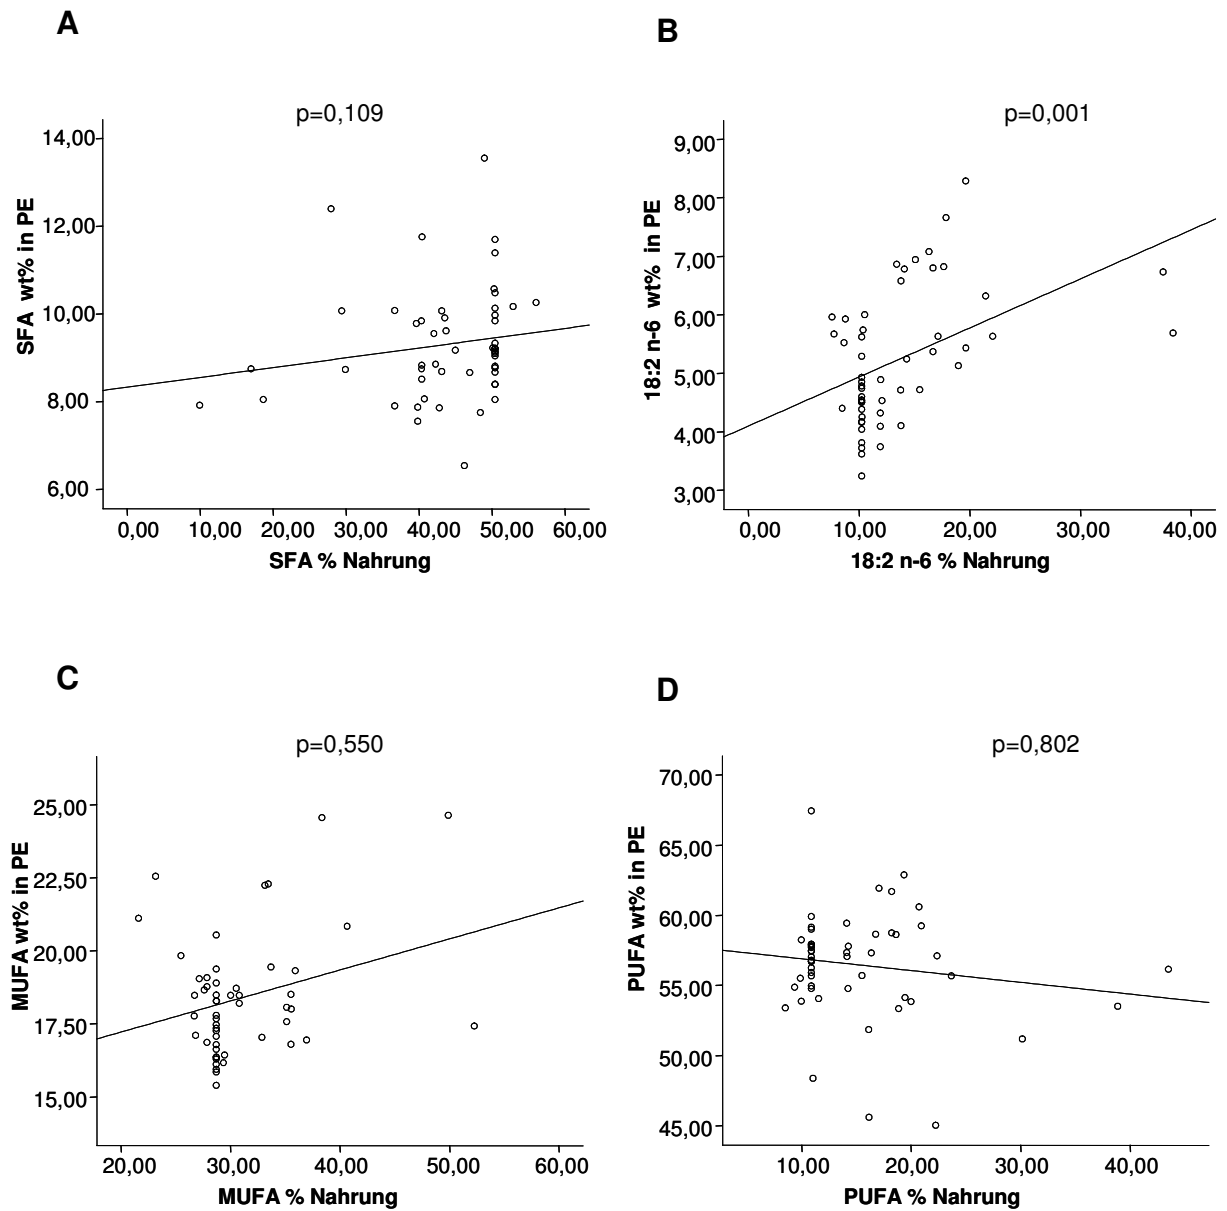 A
p=0,109
14,00
12,00
10,00
8,00
6,00
SFA wt% in PE
0,00 10,00 20,00 30,00 40,00 50,00 60,00
SFA % Nahrung
B
p=0,001
9,00
8,00
7,00
6,00
5,00
4,00
3,00
18:2 n-6 wt% in PE
0,00 10,00 20,00 30,00 40,00
18:2 n-6 % Nahrung
C
p=0,550
25,00
22,50
20,00
17,50
15,00
MUFA wt% in PE
20,00 30,00 40,00 50,00 60,00
MUFA % Nahrung
D
p=0,802
70,00
65,00
60,00
55,00
50,00
45,00
PUFA wt% in PE
10,00 20,00 30,00 40,00
PUFA % Nahrung